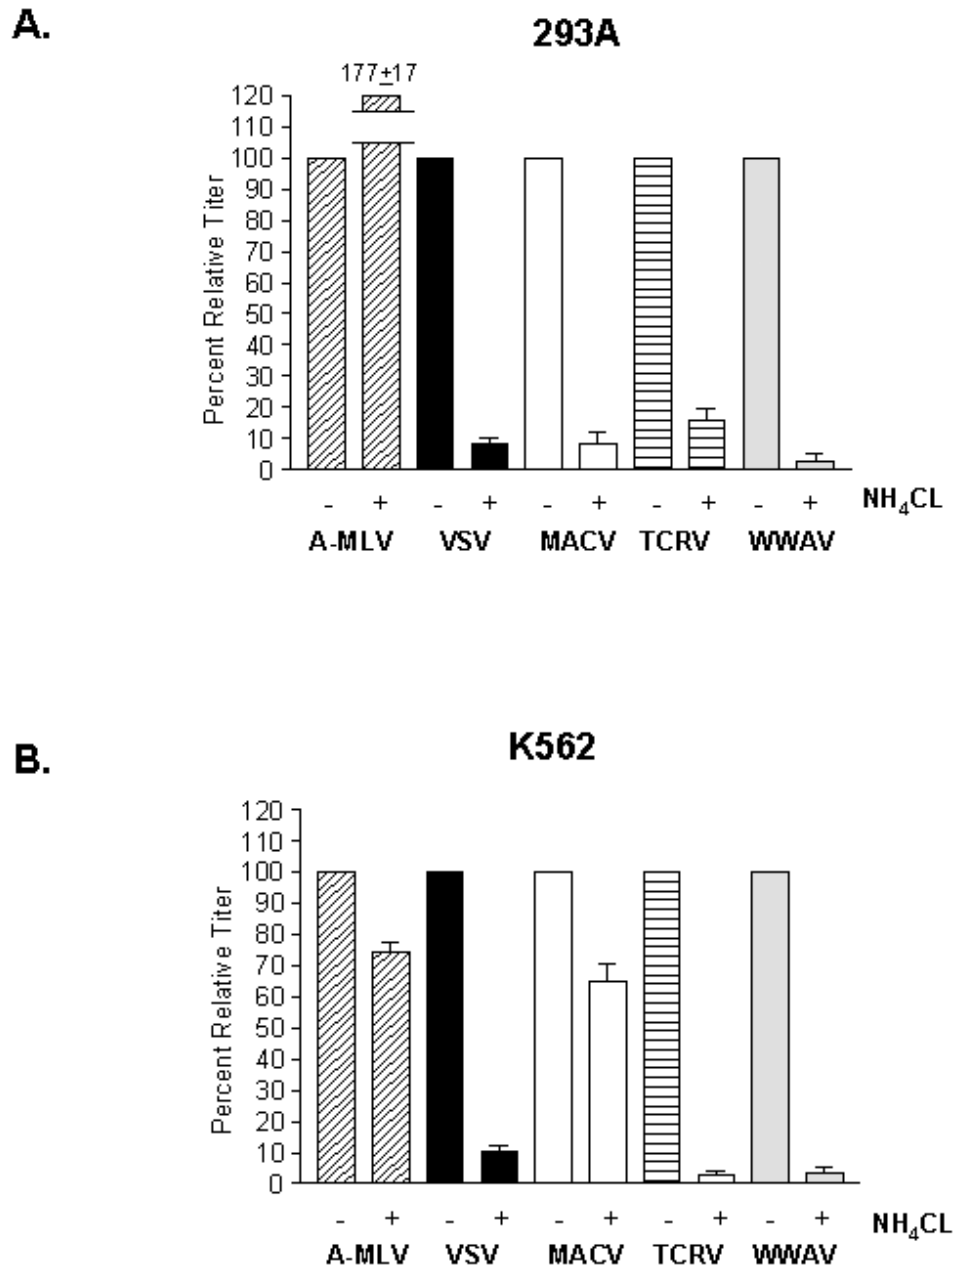 A.
293A
177±17
Percent Relative Titer
120
110
100
90
80
70
60
50
40
30
20
10
0
- + - + - + - + - + NH₄CL
A-MLV VSV MACV TCRV WWAV
B.
K562
Percent Relative Titer
120
110
100
90
80
70
60
50
40
30
20
10
0
- + - + - + - + - + NH₄CL
A-MLV VSV MACV TCRV WWAV